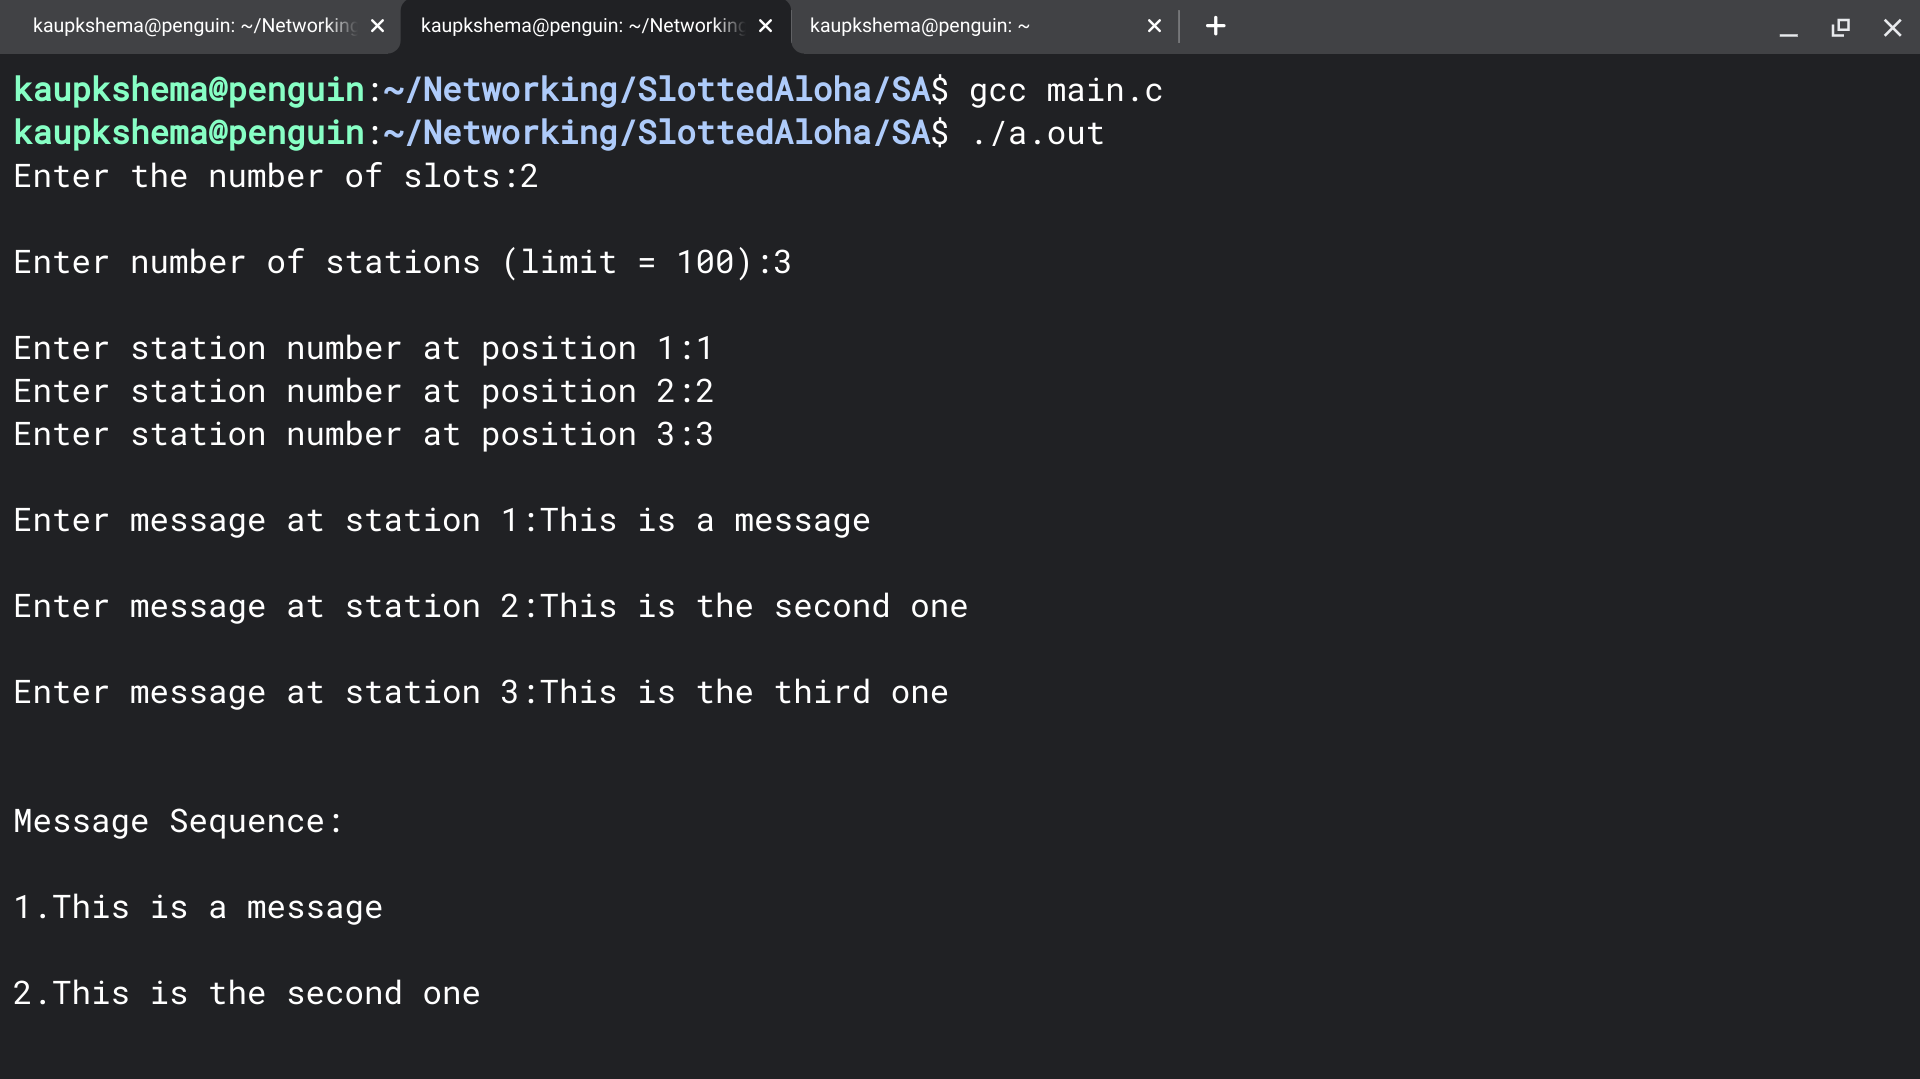 kaupkshema@penguin: ~/Networking
kaupkshema@penguin: ~/Networking
kaupkshema@penguin: ~
kaupkshema@penguin:~/Networking/SlottedAloha/SA$ gcc main.c
kaupkshema@penguin:~/Networking/SlottedAloha/SA$ ./a.out
Enter the number of slots:2
Enter number of stations (limit = 100):3
Enter station number at position 1:1
Enter station number at position 2:2
Enter station number at position 3:3
Enter message at station 1:This is a message
Enter message at station 2:This is the second one
Enter message at station 3:This is the third one
Message Sequence:
1.This is a message
2.This is the second one